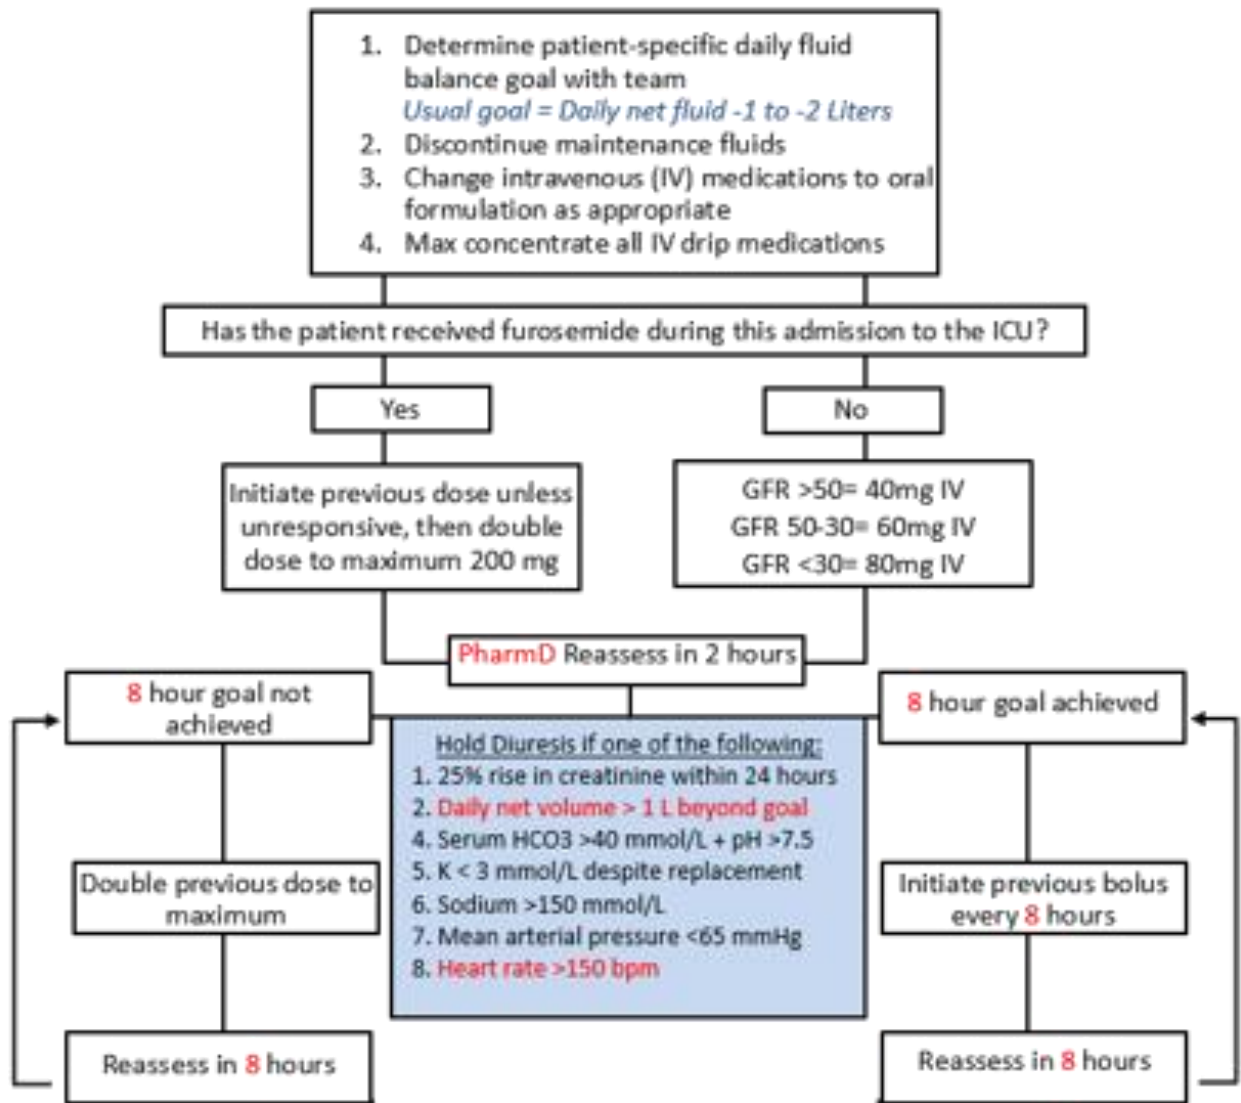 1. Determine patient-specific daily fluid
balance goal with team
Usual goal = Daily net fluid -1 to -2 Liters
2. Discontinue maintenance fluids
3. Change intravenous (IV) medications to oral
formulation as appropriate
4. Max concentrate all IV drip medications
Has the patient received furosemide during this admission to the ICU?
Yes
No
Initiate previous dose unless
unresponsive, then double
dose to maximum 200 mg
GFR >50= 40mg IV
GFR 50-30= 60mg IV
GFR <30= 80mg IV
PharmD Reassess in 2 hours
8 hour goal not
achieved
8 hour goal achieved
Hold Diuresis if one of the following:
1. 25% rise in creatinine within 24 hours
2. Daily net volume > 1 L beyond goal
4. Serum HCO3 >40 mmol/L + pH >7.5
5. K < 3 mmol/L despite replacement
6. Sodium >150 mmol/L
7. Mean arterial pressure <65 mmHg
8. Heart rate >150 bpm
Double previous dose to
maximum
Initiate previous bolus
every 8 hours
Reassess in 8 hours
Reassess in 8 hours